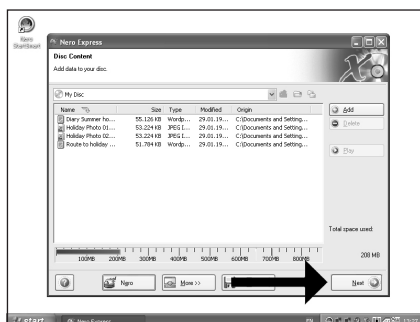 Nero
StartSmart
Nero Express
Disc Content
Add data to your disc.
My Disc
Name Size Type Modified Origin
Diary Summer ho... 55.126 KB Wordp... 29.01.19... C:\Documents and Setting...
Holiday Photo 01... 53.224 KB JPEG I... 29.01.19... C:\Documents and Setting...
Holiday Photo 02... 53.224 KB JPEG I... 29.01.19... C:\Documents and Setting...
Route to holiday ... 51.784 KB Wordp... 29.01.19... C:\Documents and Setting...
Add
Delete
Play
Total space used:
100MB 200MB 300MB 400MB 500MB 600MB 700MB 800MB
208 MB
Nero
More >>
Next
start
Nero Express
EN